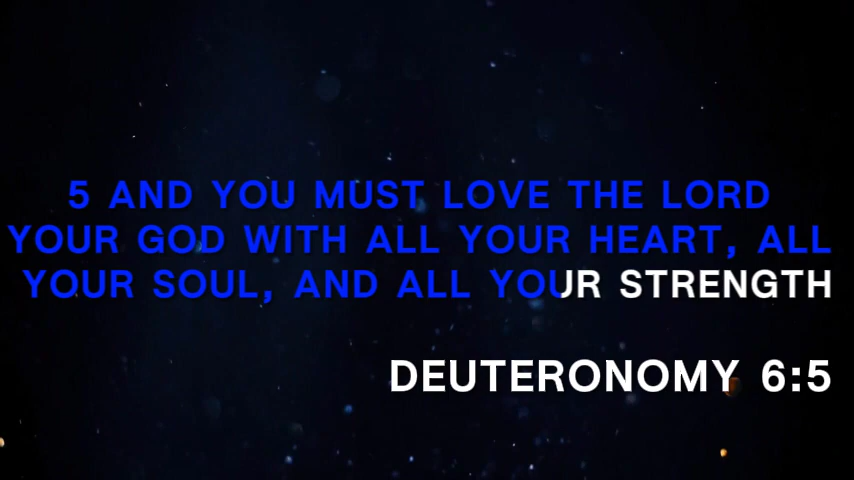 5 AND YOU MUST LOVE THE LORD
YOUR GOD WITH ALL YOUR HEART, ALL
YOUR SOUL, AND ALL YOUR STRENGTH
DEUTERONOMY 6:5